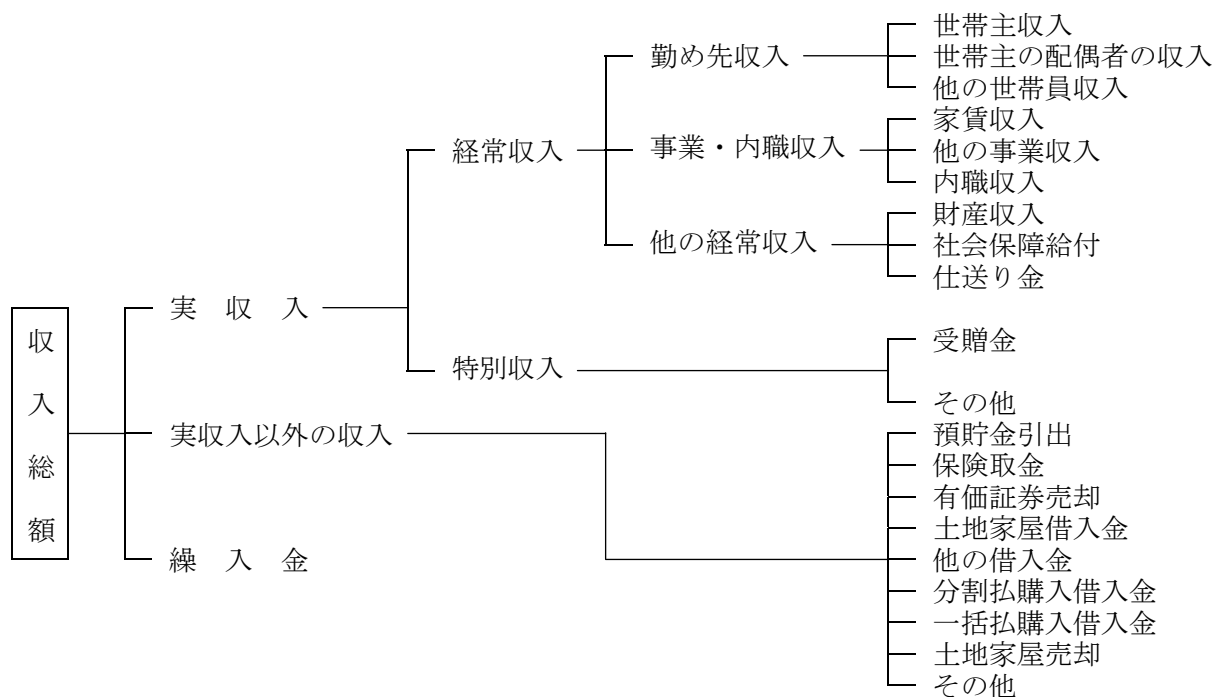 世帯主収入
勤め先収入
世帯主の配偶者の収入
他の世帯員収入
家賃収入
経常収入
事業・内職収入
他の事業収入
内職収入
財産収入
他の経常収入
社会保障給付
仕送り金
実収入
受贈金
特別収入
その他
収入総額
実収入以外の収入
預貯金引出
保険取金
有価証券売却
土地家屋借入金
繰入金
他の借入金
分割払購入借入金
一括払購入借入金
土地家屋売却
その他